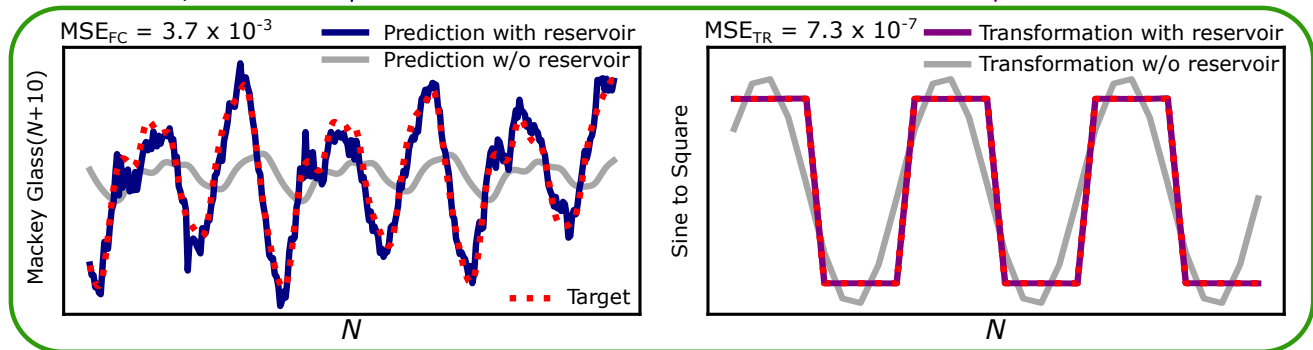 MSE_FC = 3.7 x 10^-3
Prediction with reservoir
Prediction w/o reservoir
Mackey Glass(N+10)
Target
N
MSE_TR = 7.3 x 10^-7
Transformation with reservoir
Transformation w/o reservoir
Sine to Square
N